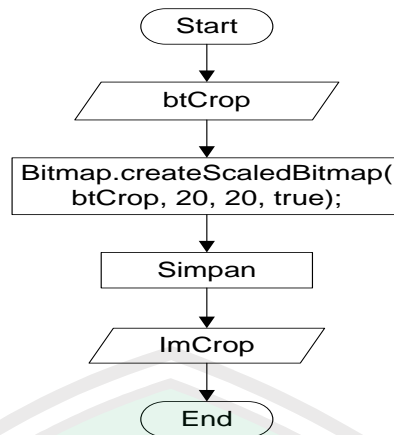 Start
btCrop
Bitmap.createScaledBitmap(
btCrop, 20, 20, true);
Simpan
ImCrop
End